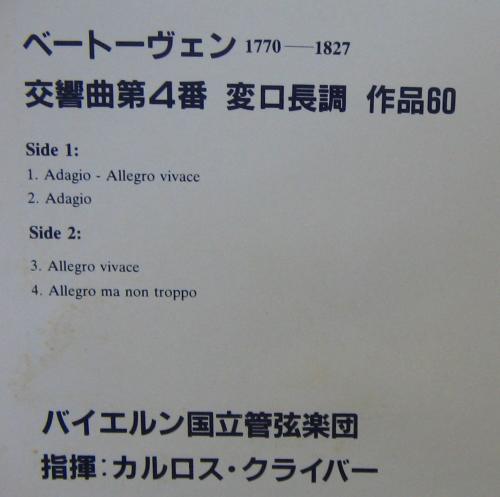 ベートーヴェン 1770—1827
交響曲第4番 変ロ長調 作品60
Side 1:
1. Adagio - Allegro vivace
2. Adagio
Side 2:
3. Allegro vivace
4. Allegro ma non troppo
バイエルン国立管弦楽団
指揮:カルロス・クライバー